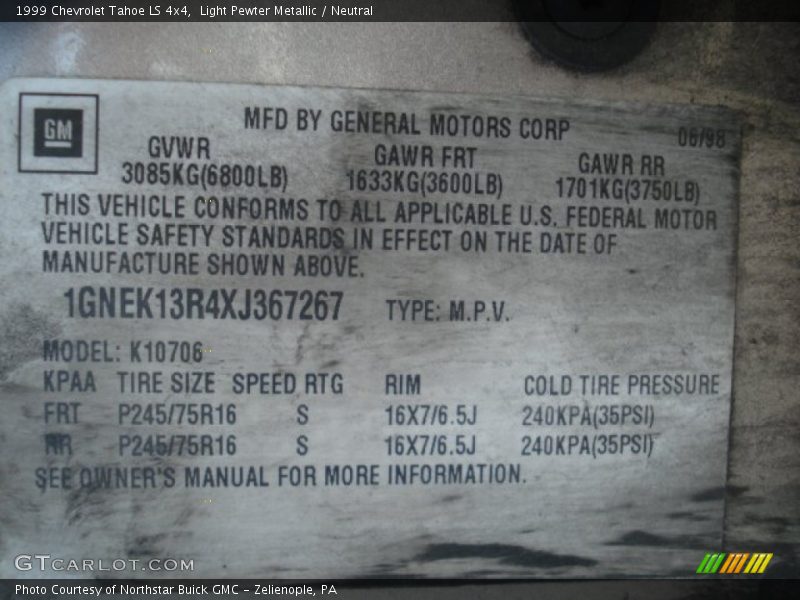 1999 Chevrolet Tahoe LS 4x4,  Light Pewter Metallic / Neutral
GM
MFD BY GENERAL MOTORS CORP
06/98
GVWR GAWR FRT GAWR RR
3085KG(6800LB) 1633KG(3600LB) 1701KG(3750LB)
THIS VEHICLE CONFORMS TO ALL APPLICABLE U.S. FEDERAL MOTOR
VEHICLE SAFETY STANDARDS IN EFFECT ON THE DATE OF
MANUFACTURE SHOWN ABOVE.
1GNEK13R4XJ367267 TYPE: M.P.V.
MODEL: K10706
KPAA TIRE SIZE SPEED RTG RIM COLD TIRE PRESSURE
FRT P245/75R16 S 16X7/6.5J 240KPA(35PSI)
RR P245/75R16 S 16X7/6.5J 240KPA(35PSI)
SEE OWNER'S MANUAL FOR MORE INFORMATION.
GTCARLOT.COM
Photo Courtesy of Northstar Buick GMC - Zelienople, PA